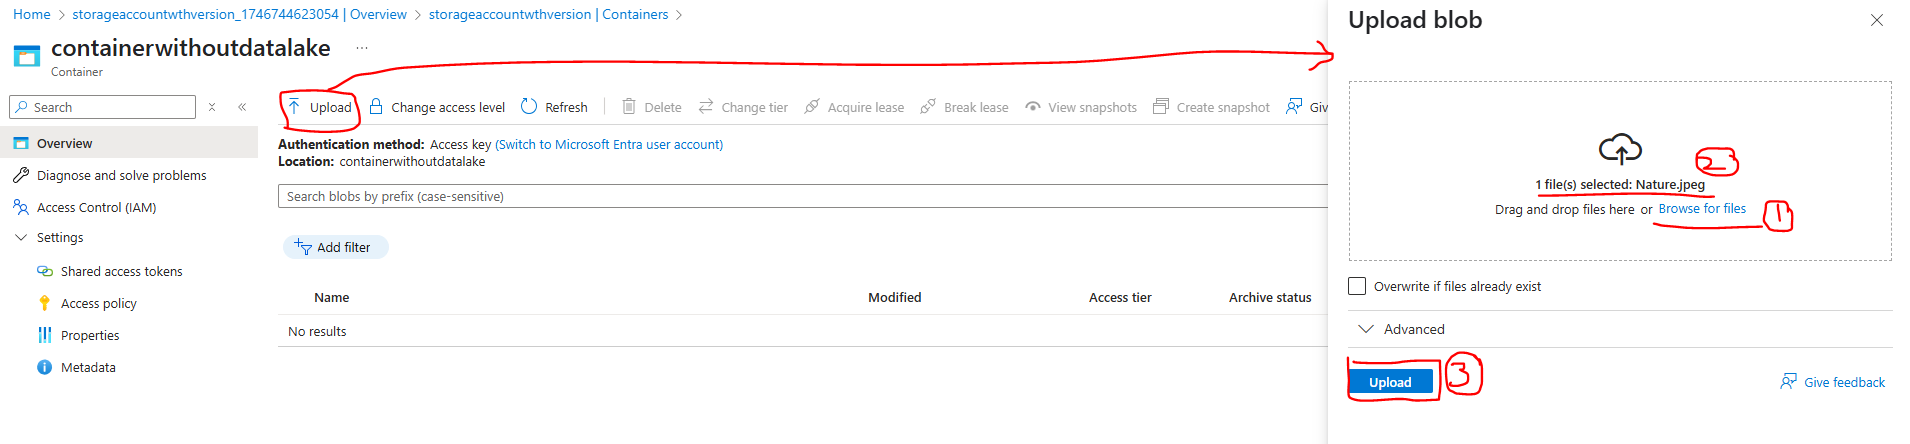 Home > storageaccountwthversion_1746744623054 | Overview > storageaccountwthversion | Containers >
containerwithoutdatalake ...
Container
Search
Overview
Diagnose and solve problems
Access Control (IAM)
Settings
Shared access tokens
Access policy
Properties
Metadata
Upload Change access level Refresh Delete Change tier Acquire lease Break lease View snapshots Create snapshot Giv
Authentication method: Access key (Switch to Microsoft Entra user account)
Location: containerwithoutdatalake
Search blobs by prefix (case-sensitive)
Add filter
Name Modified Access tier Archive status
No results
Upload blob
2
1 file(s) selected: Nature.jpeg
Drag and drop files here or Browse for files
1
Overwrite if files already exist
Advanced
Upload
3
Give feedback